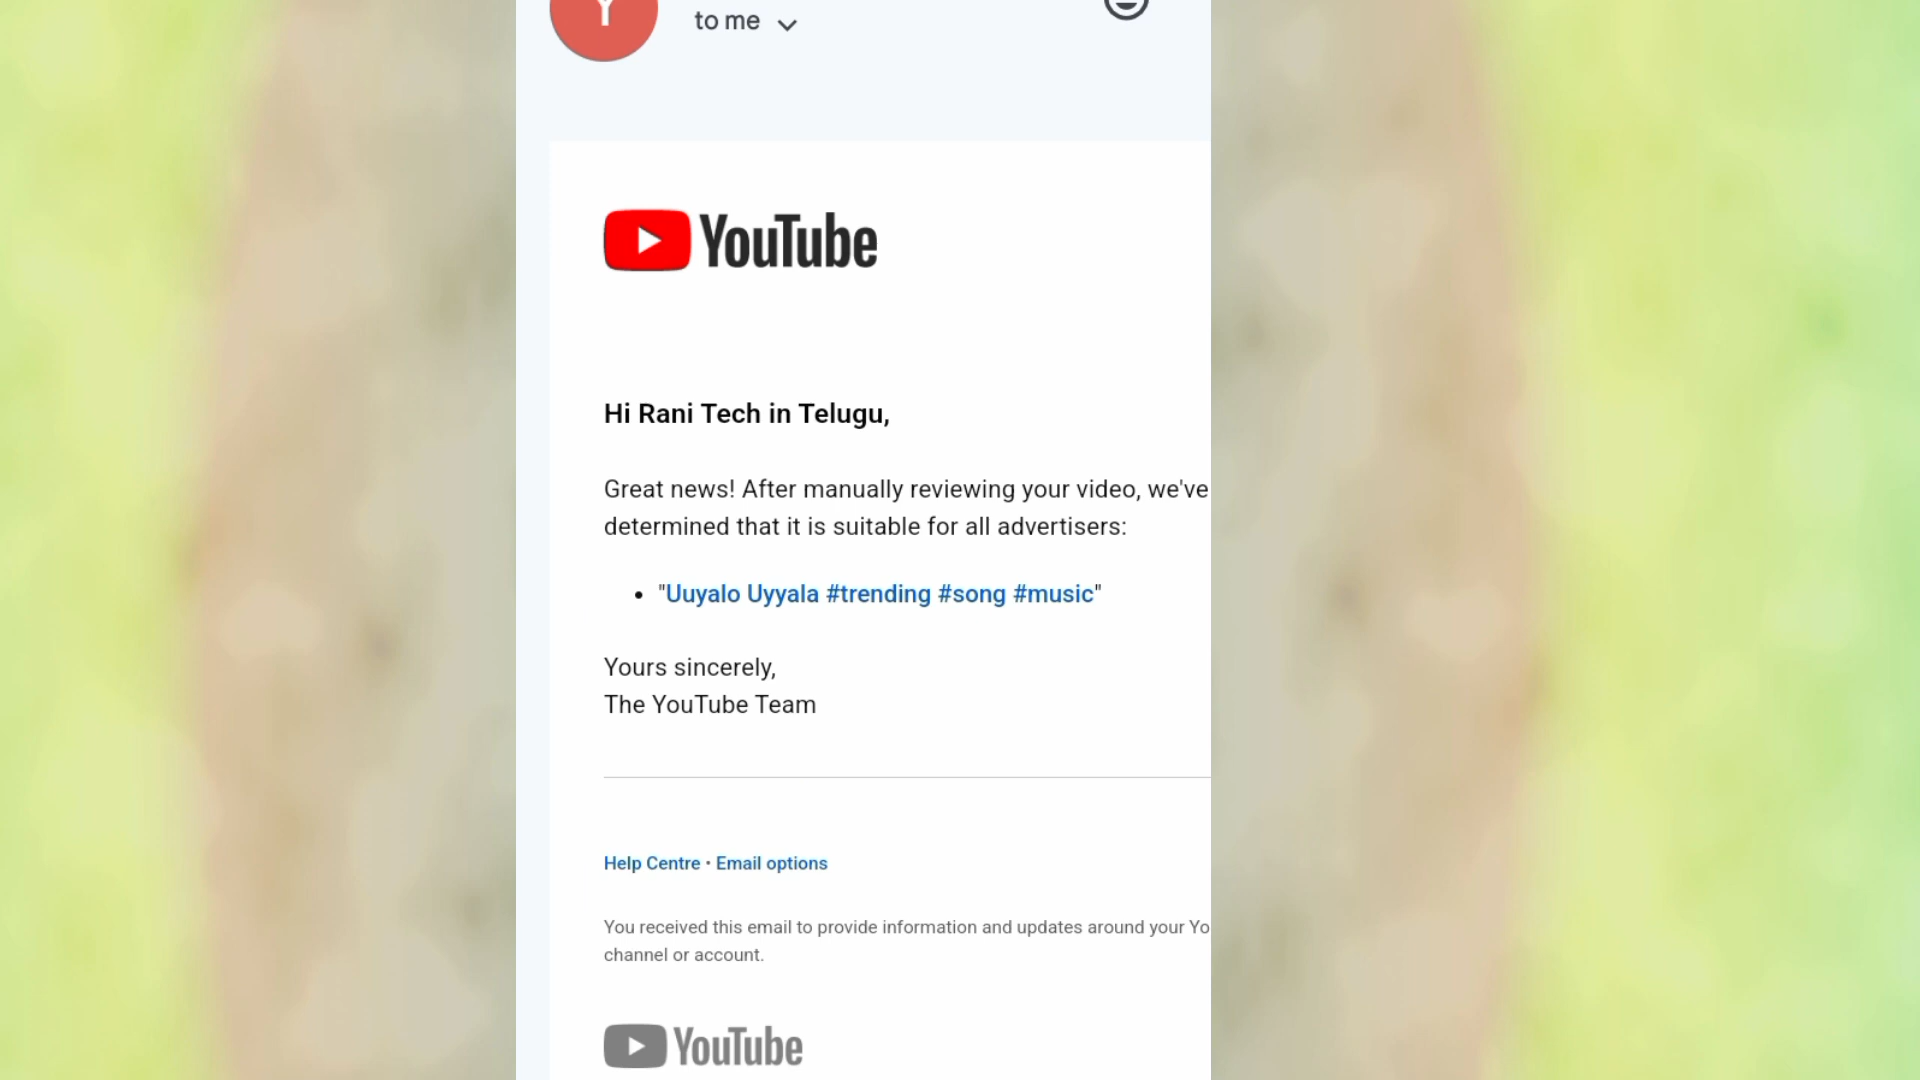 Y
to me
YouTube
Hi Rani Tech in Telugu,
Great news! After manually reviewing your video, we've
determined that it is suitable for all advertisers:
• "Uuyalo Uyyala #trending #song #music"
Yours sincerely,
The YouTube Team
Help Centre • Email options
You received this email to provide information and updates around your Yo
channel or account.
YouTube